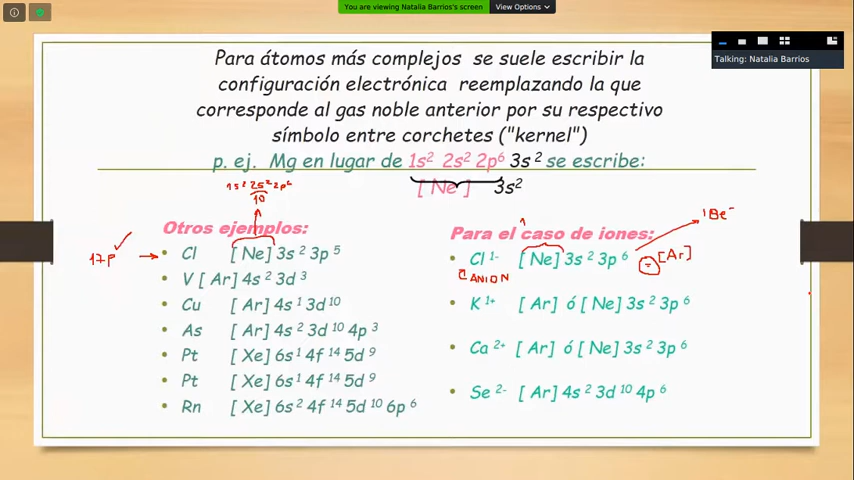 You are viewing Natalia Barrios's screen
View Options
Talking: Natalia Barrios
Para átomos más complejos se suele escribir la
configuración electrónica reemplazando la que
corresponde al gas noble anterior por su respectivo
símbolo entre corchetes ("kernel")
p. ej. Mg en lugar de 1s² 2s² 2p⁶ 3s² se escribe:
[Ne] 3s²
1s² 2s² 2p⁶
10
Otros ejemplos:
17p
Cl [Ne] 3s² 3p⁵
V [Ar] 4s² 3d³
Cu [Ar] 4s¹ 3d¹⁰
As [Ar] 4s² 3d¹⁰ 4p³
Pt [Xe] 6s¹ 4f¹⁴ 5d⁹
Pt [Xe] 6s¹ 4f¹⁴ 5d⁹
Rn [Xe] 6s² 4f¹⁴ 5d¹⁰ 6p⁶
Para el caso de iones:
18e⁻
Cl¹⁻ [Ne] 3s² 3p⁶ = [Ar]
ANION
K¹⁺ [Ar] ó [Ne] 3s² 3p⁶
Ca²⁺ [Ar] ó [Ne] 3s² 3p⁶
Se²⁻ [Ar] 4s² 3d¹⁰ 4p⁶